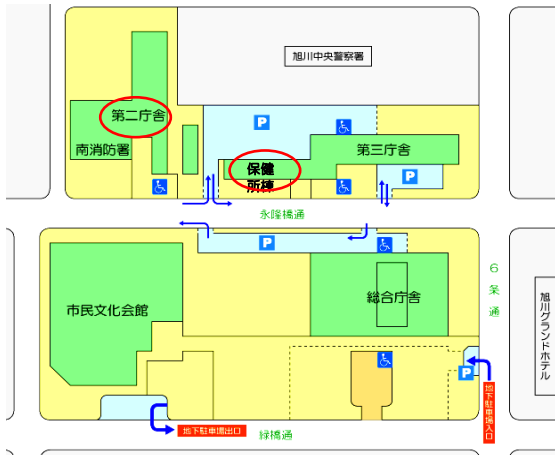 旭川中央警察署
第二庁舎
P
南消防署
保健
所棟
第三庁舎
P
永隆橋通
P
6条通
市民文化会館
総合庁舎
旭川グランドホテル
P
地下駐車場入口
地下駐車場出口
緑橋通